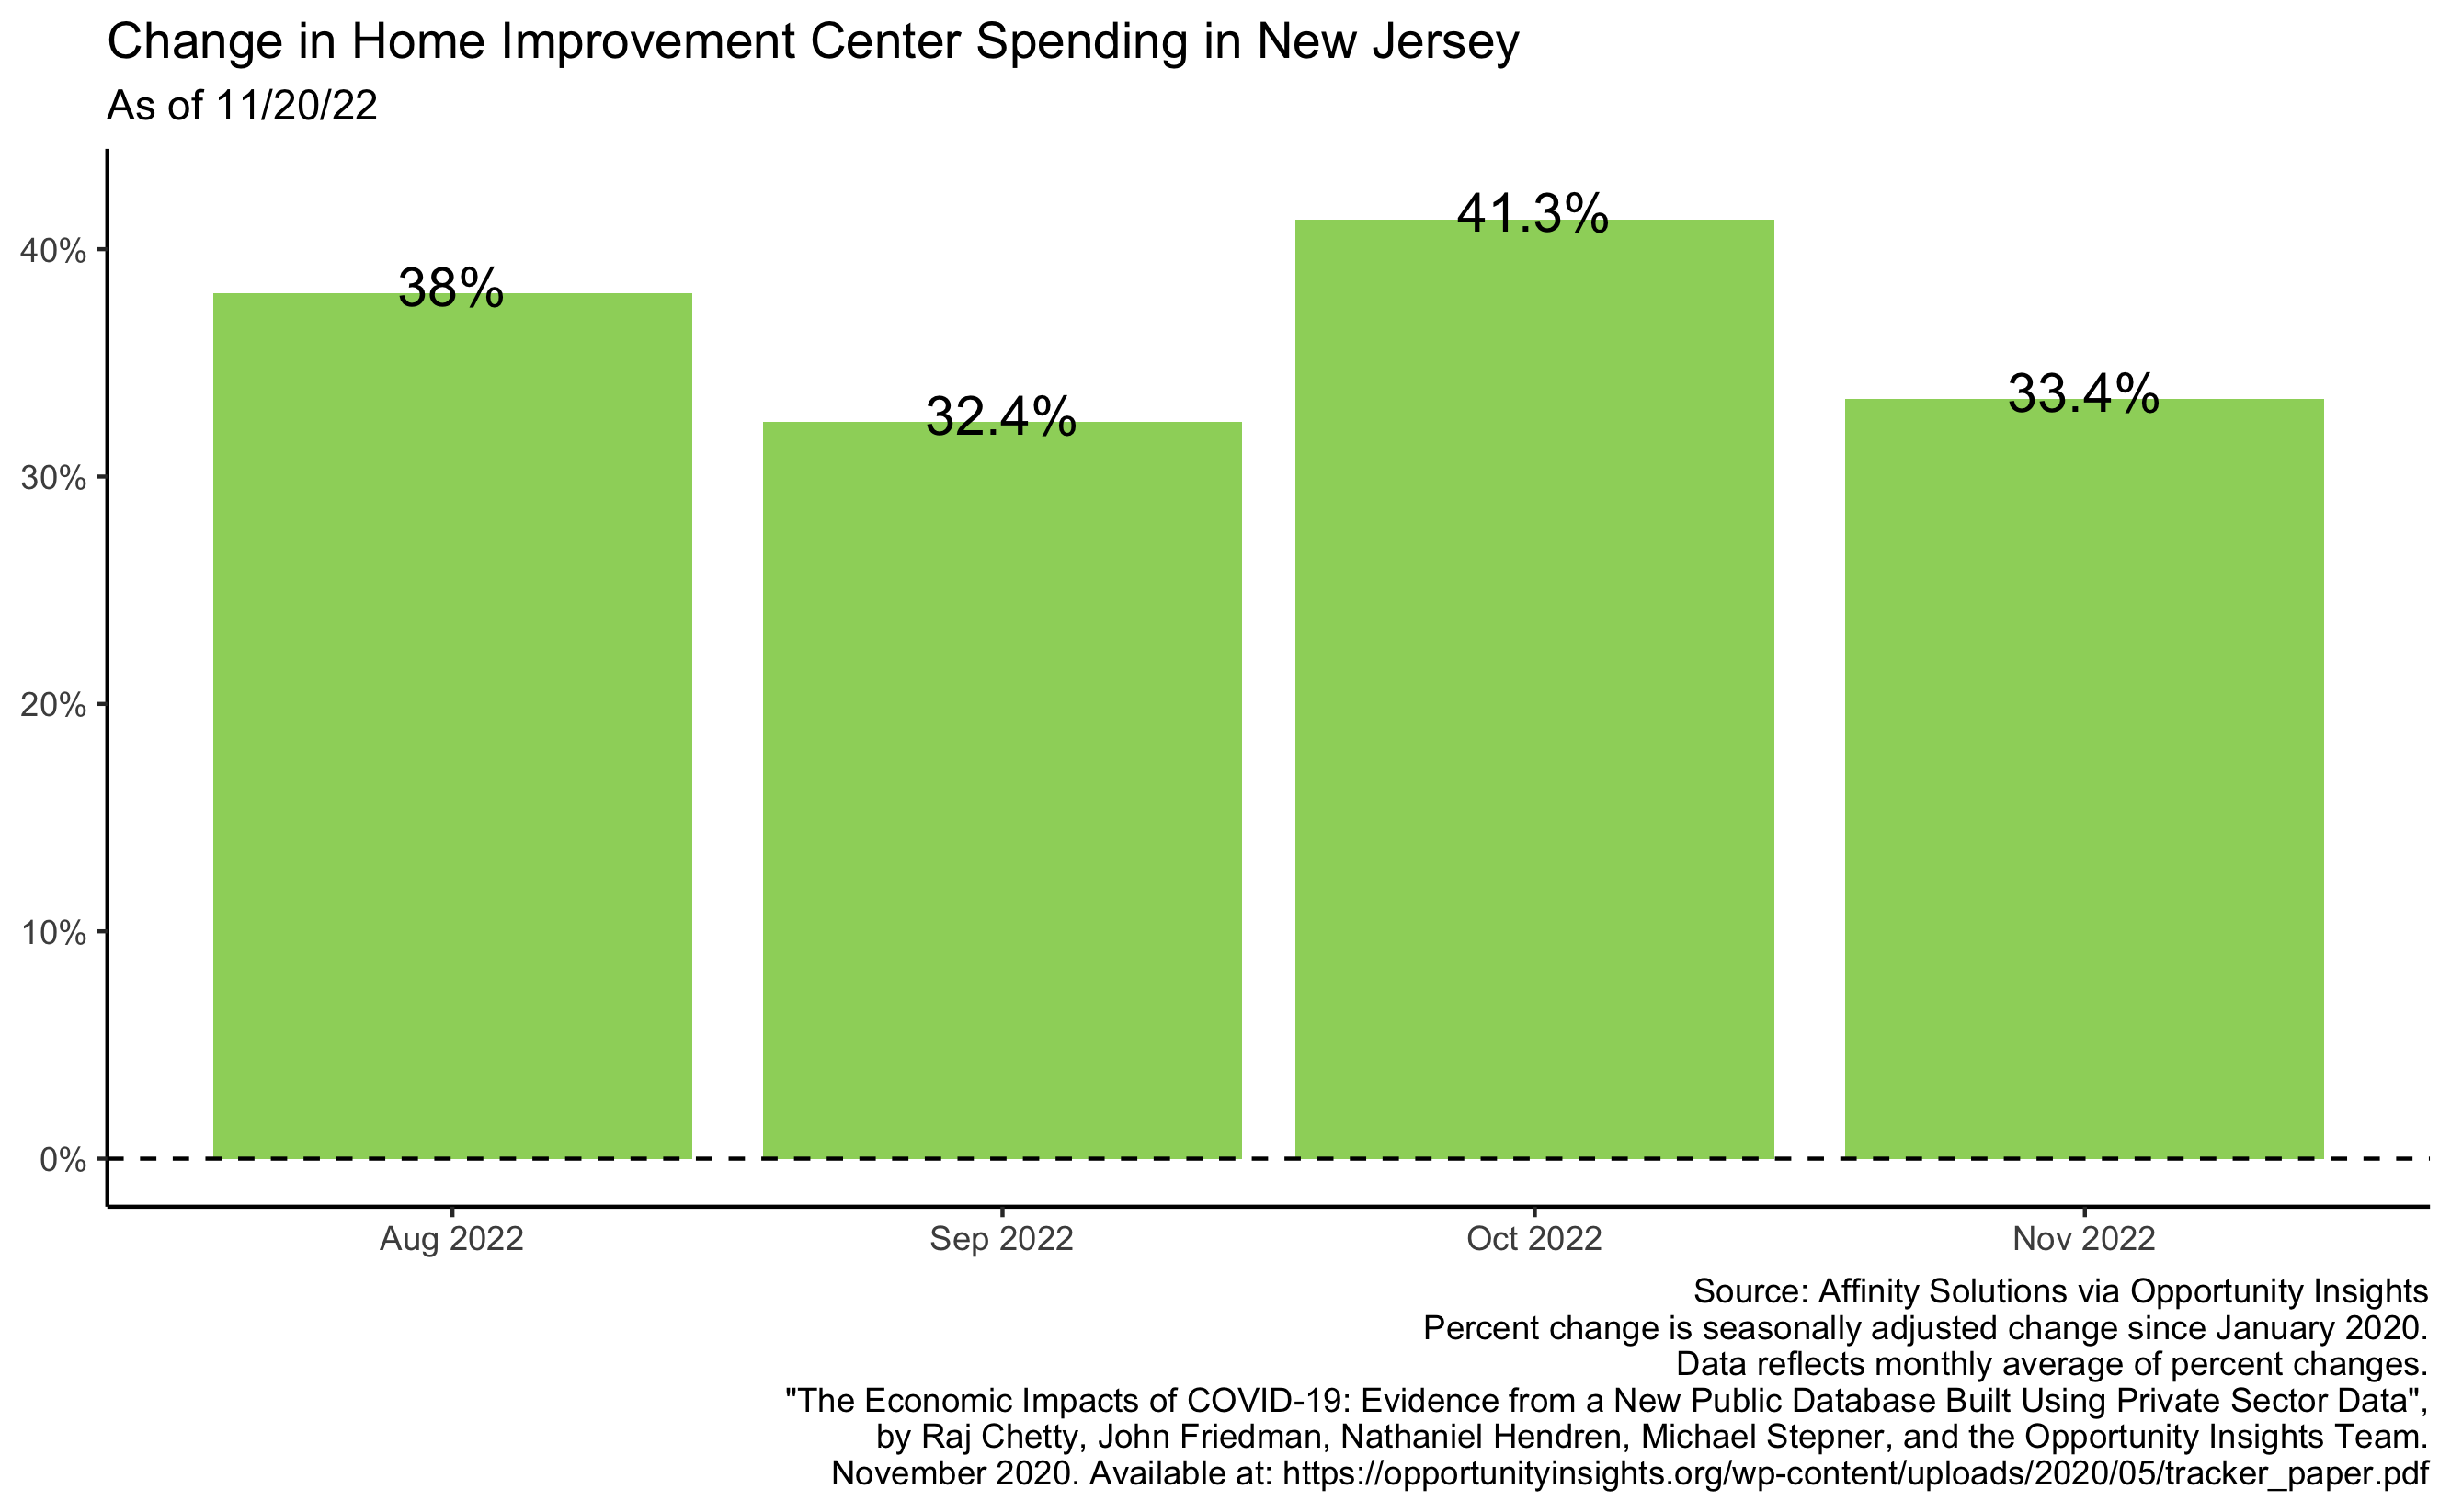 Change in Home Improvement Center Spending in New Jersey
As of 11/20/22
41.3%
40%
38%
33.4%
32.4%
30%
20%
10%
0%
Aug 2022 Sep 2022 Oct 2022 Nov 2022
Source: Affinity Solutions via Opportunity Insights
Percent change is seasonally adjusted change since January 2020.
Data reflects monthly average of percent changes.
"The Economic Impacts of COVID-19: Evidence from a New Public Database Built Using Private Sector Data",
by Raj Chetty, John Friedman, Nathaniel Hendren, Michael Stepner, and the Opportunity Insights Team.
November 2020. Available at: https://opportunityinsights.org/wp-content/uploads/2020/05/tracker_paper.pdf